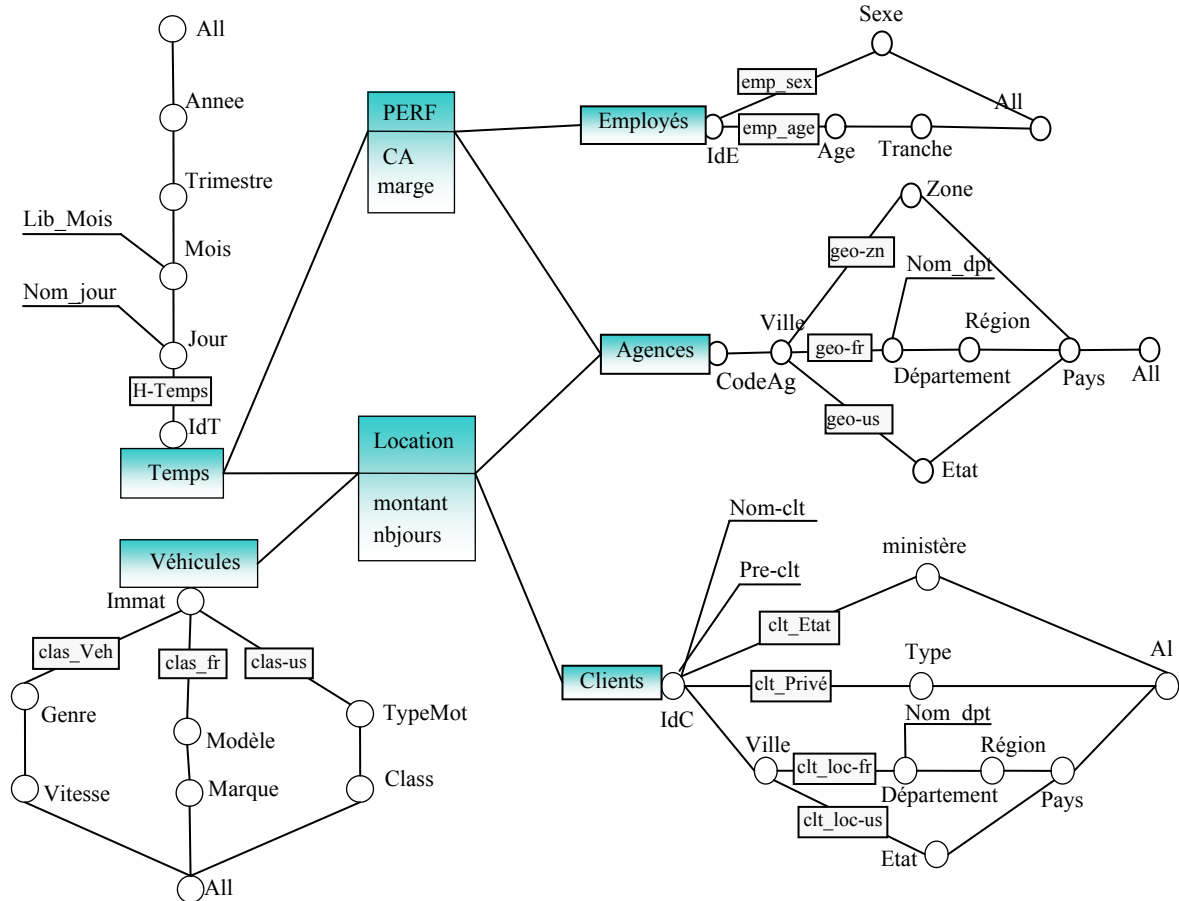 All
Annee
Trimestre
Lib_Mois
Mois
Nom_jour
Jour
H-Temps
IdT
Temps
PERF
CA
marge
Employés
IdE
emp_sex
Sexe
emp_age
Age
Tranche
All
Agences
CodeAg
Ville
geo-zn
Zone
geo-fr
Nom_dpt
Département
Région
geo-us
Etat
Pays
All
Location
montant
nbjours
Véhicules
Immat
clas_Veh
clas_fr
clas-us
Genre
Modèle
TypeMot
Vitesse
Marque
Class
All
Clients
IdC
Nom-clt
Pre-clt
clt_Etat
ministère
clt_Privé
Type
Al
Ville
clt_loc-fr
Nom_dpt
Département
Région
Pays
clt_loc-us
Etat